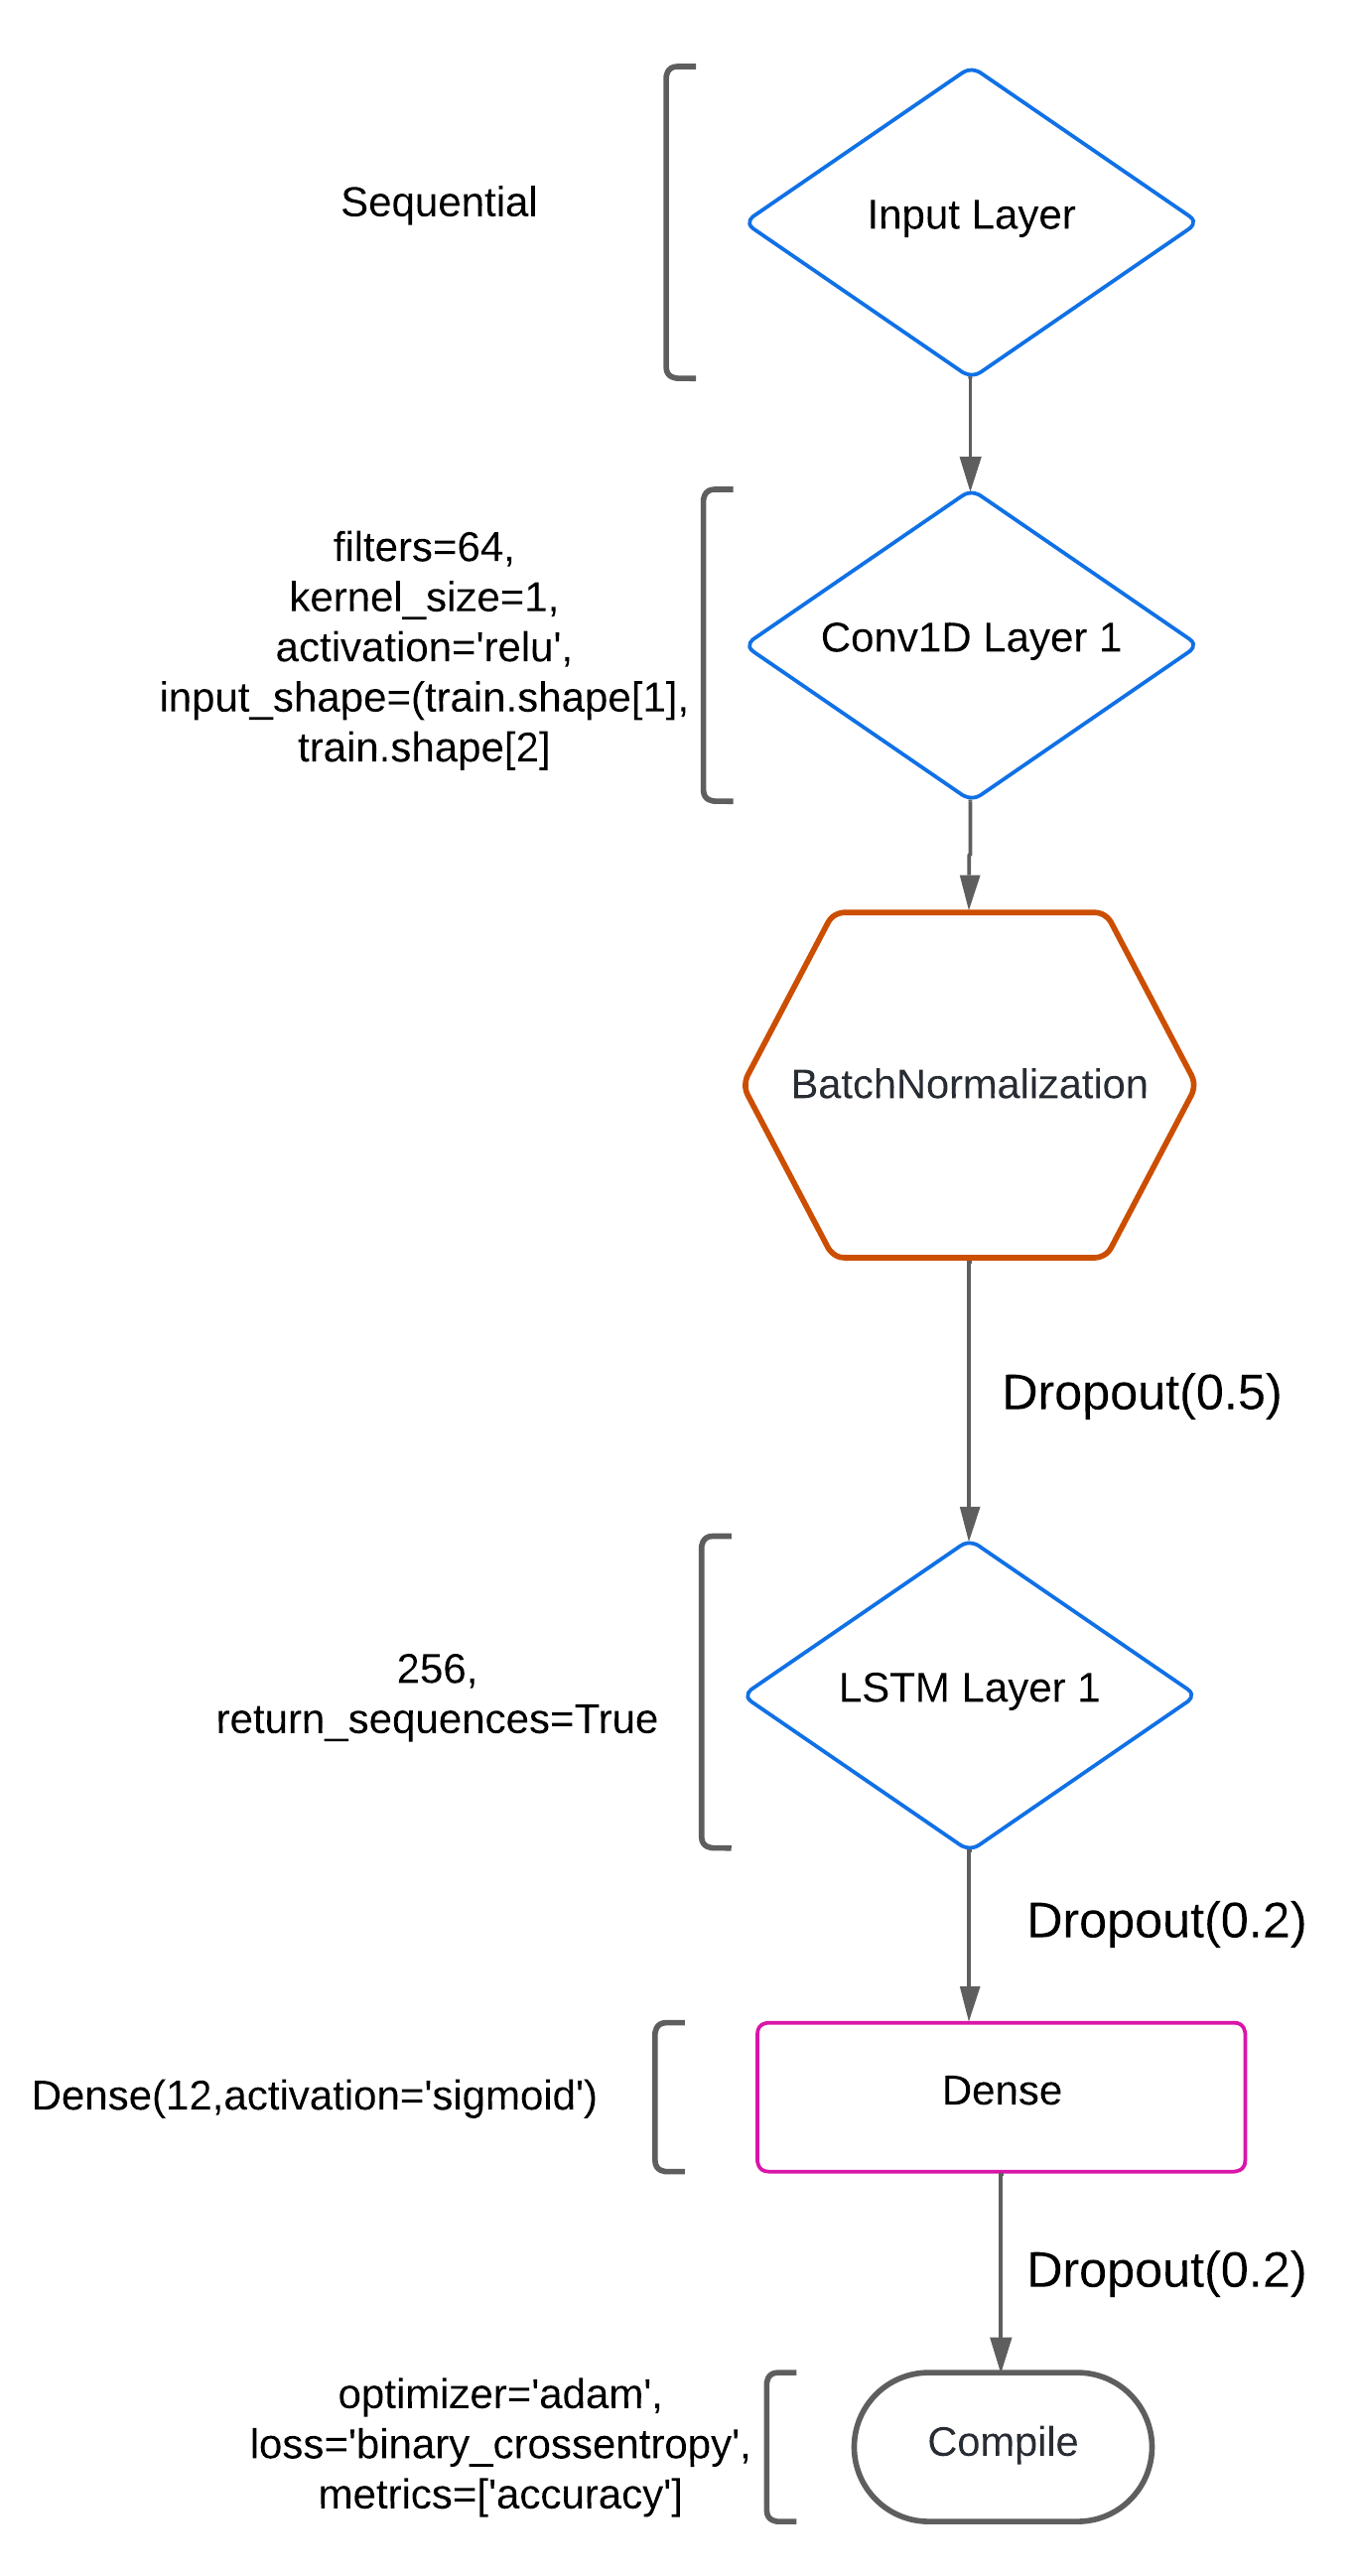 Sequential
Input Layer
filters=64,
kernel_size=1,
activation='relu',
input_shape=(train.shape[1],
train.shape[2]
Conv1D Layer 1
BatchNormalization
Dropout(0.5)
256,
return_sequences=True
LSTM Layer 1
Dropout(0.2)
Dense(12,activation='sigmoid')
Dense
Dropout(0.2)
optimizer='adam',
loss='binary_crossentropy',
metrics=['accuracy']
Compile